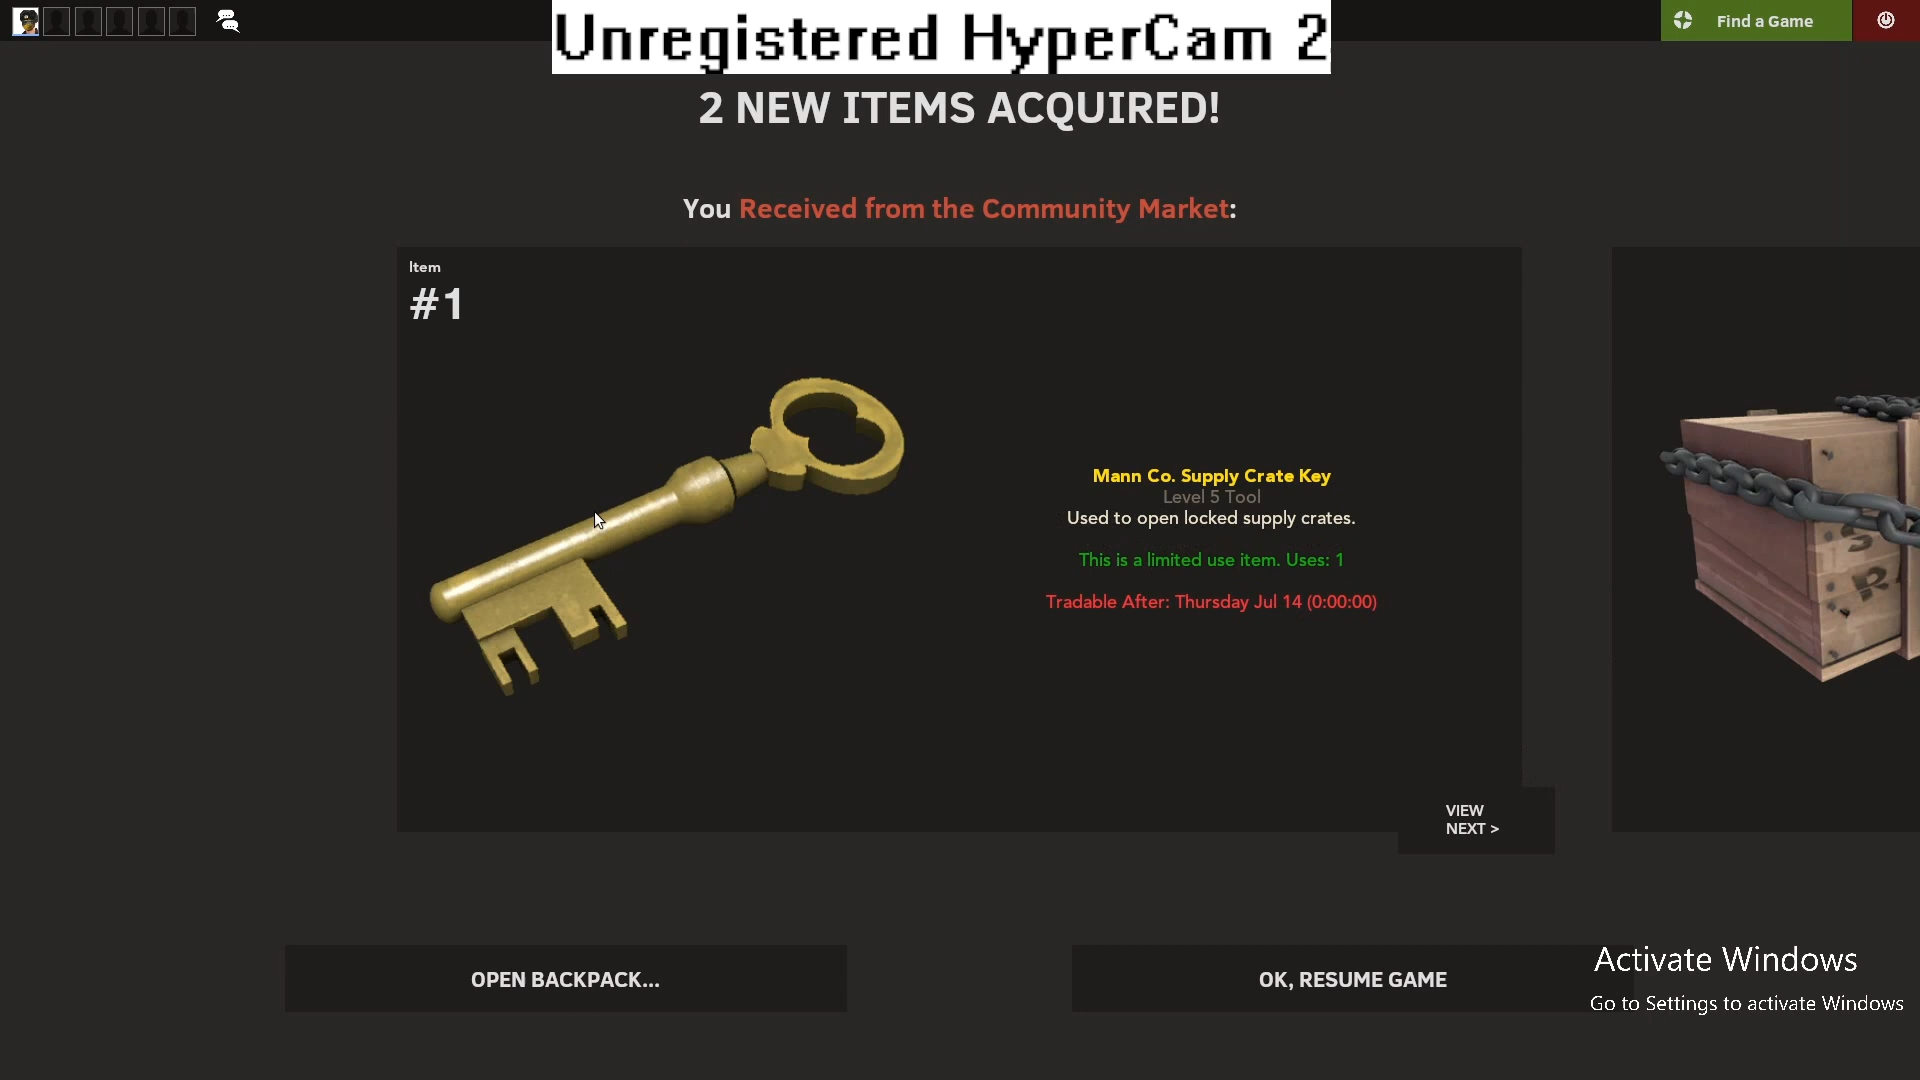 Find a Game
Unregistered HyperCam 2
2 NEW ITEMS ACQUIRED!
You Received from the Community Market:
Item
#1
Mann Co. Supply Crate Key
Level 5 Tool
Used to open locked supply crates.
This is a limited use item. Uses: 1
Tradable After: Thursday Jul 14 (0:00:00)
VIEW
NEXT >
OPEN BACKPACK...
OK, RESUME GAME
Activate Windows
Go to Settings to activate Windows